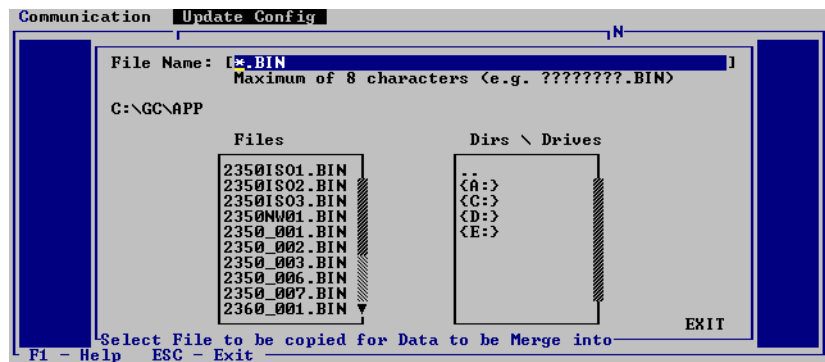 Communication Update Config
N
File Name: [*.BIN ]
Maximum of 8 characters (e.g. ????????.BIN)
C:\GC\APP
Files Dirs \ Drives
2350ISO1.BIN ..
2350ISO2.BIN {A:}
2350ISO3.BIN {C:}
2350NW01.BIN {D:}
2350_001.BIN {E:}
2350_002.BIN
2350_003.BIN
2350_006.BIN
2350_007.BIN
2360_001.BIN
EXIT
Select File to be copied for Data to be Merge into
F1 - Help ESC - Exit